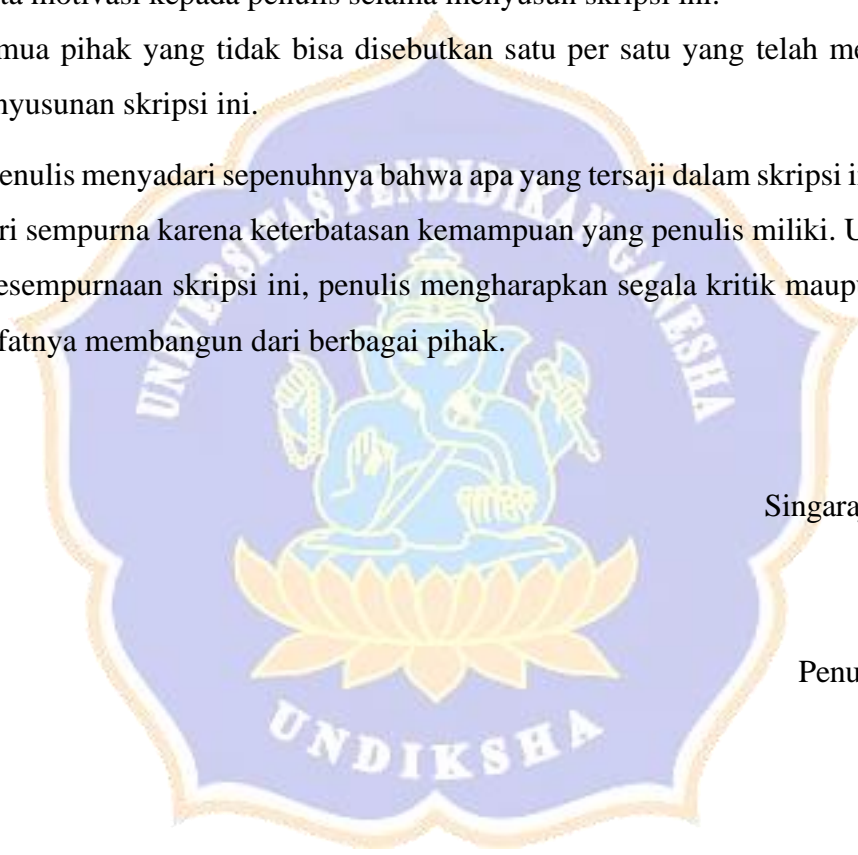 ta motivasi kepada penulis selama menyusun skripsi ini.
mua pihak yang tidak bisa disebutkan satu per satu yang telah me
nyusunan skripsi ini.
enulis menyadari sepenuhnya bahwa apa yang tersaji dalam skripsi i
ri sempurna karena keterbatasan kemampuan yang penulis miliki. U
esempurnaan skripsi ini, penulis mengharapkan segala kritik maupu
fatnya membangun dari berbagai pihak.
UNIVERSITAS PENDIDIKAN GANESHA
Singara
Penu
UNDIKSHA